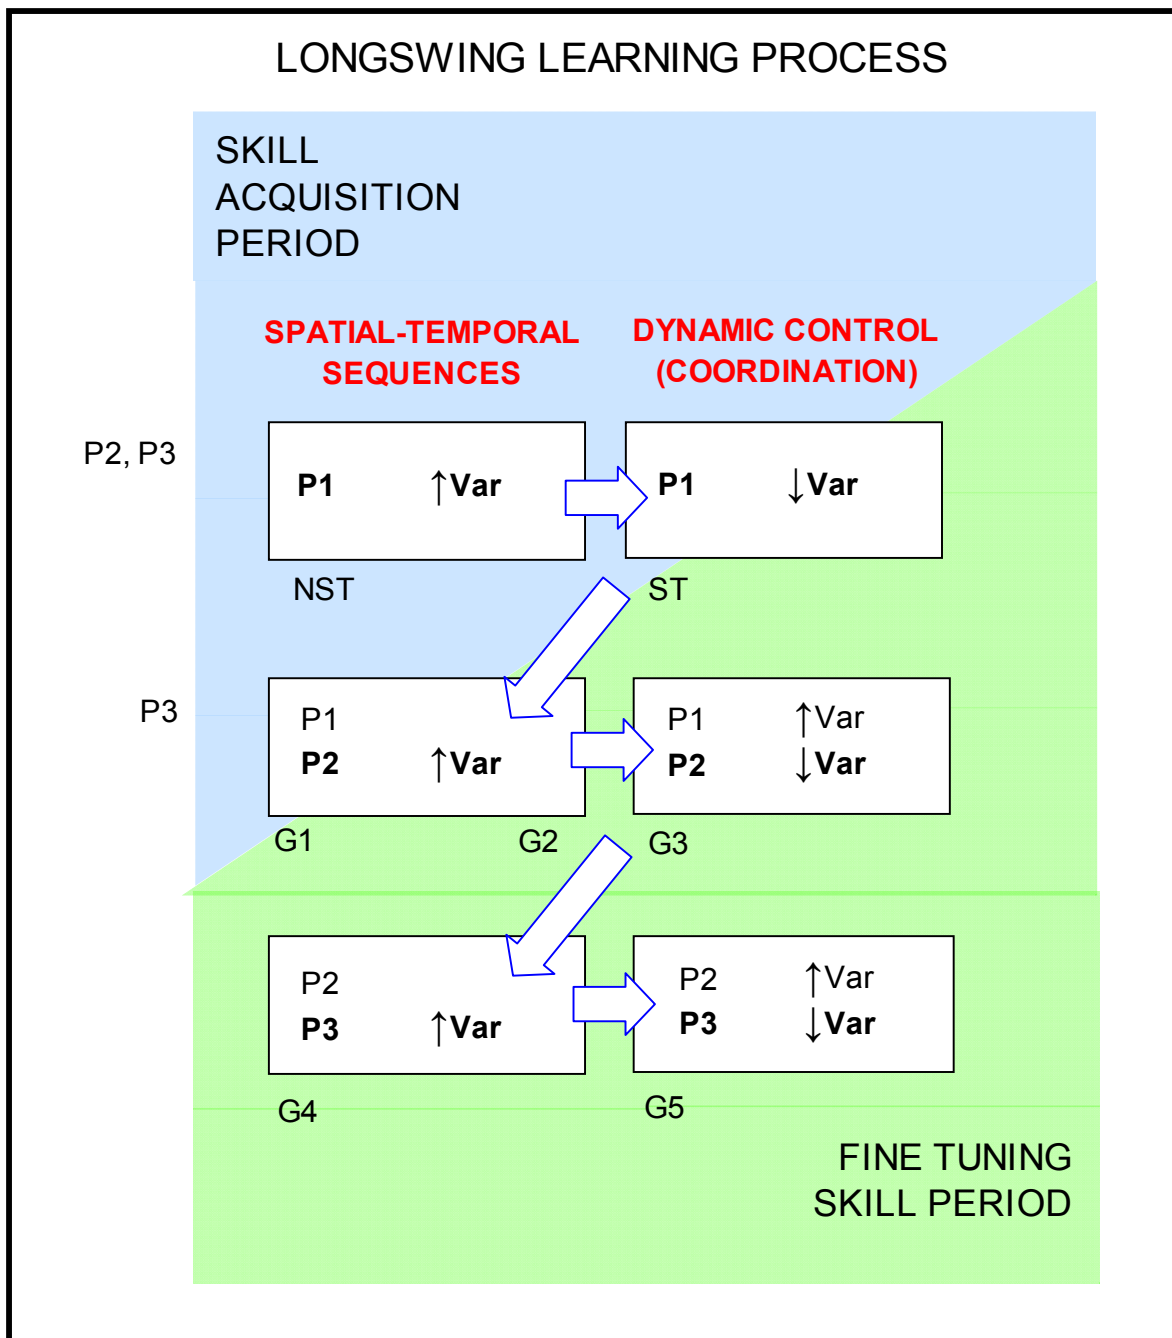 LONGSWING LEARNING PROCESS
SKILL
ACQUISITION
PERIOD
SPATIAL-TEMPORAL
SEQUENCES
DYNAMIC CONTROL
(COORDINATION)
P2, P3
P1 ↑Var
P1 ↓Var
NST
ST
P3
P1
P2 ↑Var
P1 ↑Var
P2 ↓Var
G1
G2
G3
P2
P3 ↑Var
P2 ↑Var
P3 ↓Var
G4
G5
FINE TUNING
SKILL PERIOD